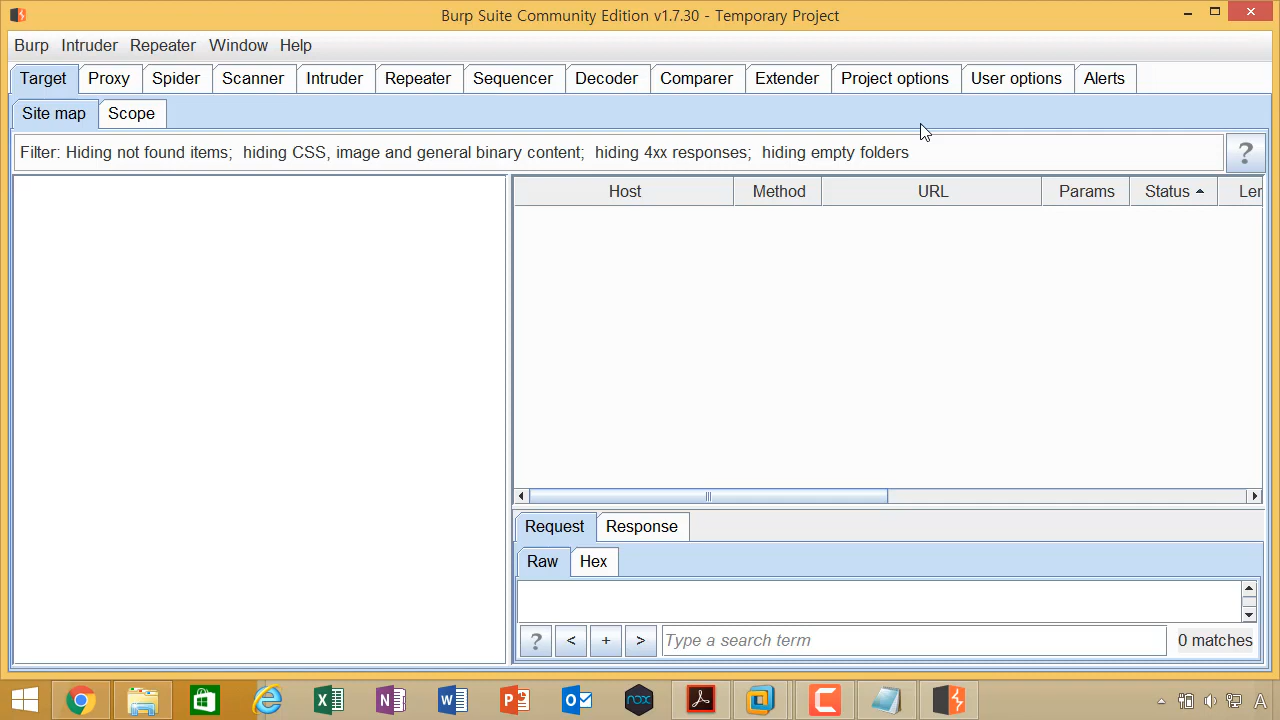 Burp Suite Community Edition v1.7.30 - Temporary Project
Burp Intruder Repeater Window Help
Target Proxy Spider Scanner Intruder Repeater Sequencer Decoder Comparer Extender Project options User options Alerts
Site map Scope
Filter: Hiding not found items; hiding CSS, image and general binary content; hiding 4xx responses; hiding empty folders ?
Host Method URL Params Status Ler
Request Response
Raw Hex
? < + > Type a search term 0 matches
nox
A